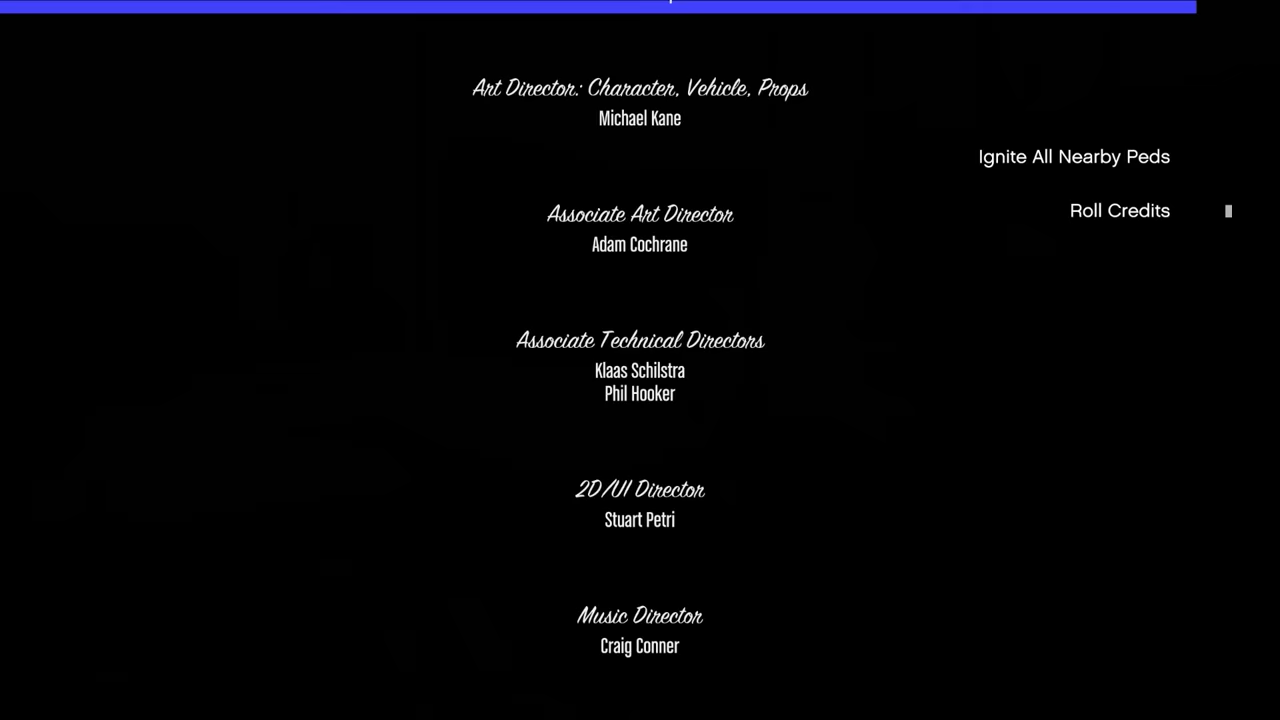 Art Director: Character, Vehicle, Props
Michael Kane
Ignite All Nearby Peds
Associate Art Director
Roll Credits
Adam Cochrane
Associate Technical Directors
Klaas Schilstra
Phil Hooker
2D/UI Director
Stuart Petri
Music Director
Craig Conner